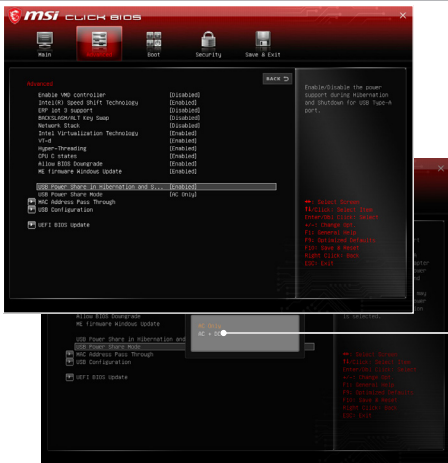 msi CLICK BIOS
Main
Boot
Security
Save & Exit
BACK
Advanced
Enable VMD controller [Disabled]
Intel(R) Speed Shift Technology [Enabled]
ERP lot 3 support [Disabled]
BACKSLASH/ALT Key Swap [Disabled]
Network Stack [Disabled]
Intel Virtualization Technology [Enabled]
VT-d [Enabled]
Hyper-Threading [Enabled]
CPU C states [Enabled]
Allow BIOS Downgrade [Enabled]
ME firmware Windows Update [Enabled]
USB Power Share in Hibernation and S... [Enabled]
USB Power Share Mode [AC Only]
MAC Address Pass Through
USB Configuration
UEFI BIOS Update
Enable/Disable the power
support during Hibernation
and Shutdown for USB Type-A
port.
Select Screen
/Click: Select Item
Enter/Dbl Click: Select
+/-: Change Opt.
F1: General Help
F9: Optimized Defaults
F10: Save & Reset
Right Click: Back
ESC: Exit
Allow BIOS Downgrade
ME firmware Windows Update
USB Power Share in Hibernation and
USB Power Share Mode
MAC Address Pass Through
USB Configuration
UEFI BIOS Update
AC Only
AC + DC
apter
ower
may
is selected.
Select Screen
/Click: Select Item
Enter/Dbl Click: Select
+/-: Change Opt.
F1: General Help
F9: Optimized Defaults
F10: Save & Reset
Right Click: Back
ESC: Exit